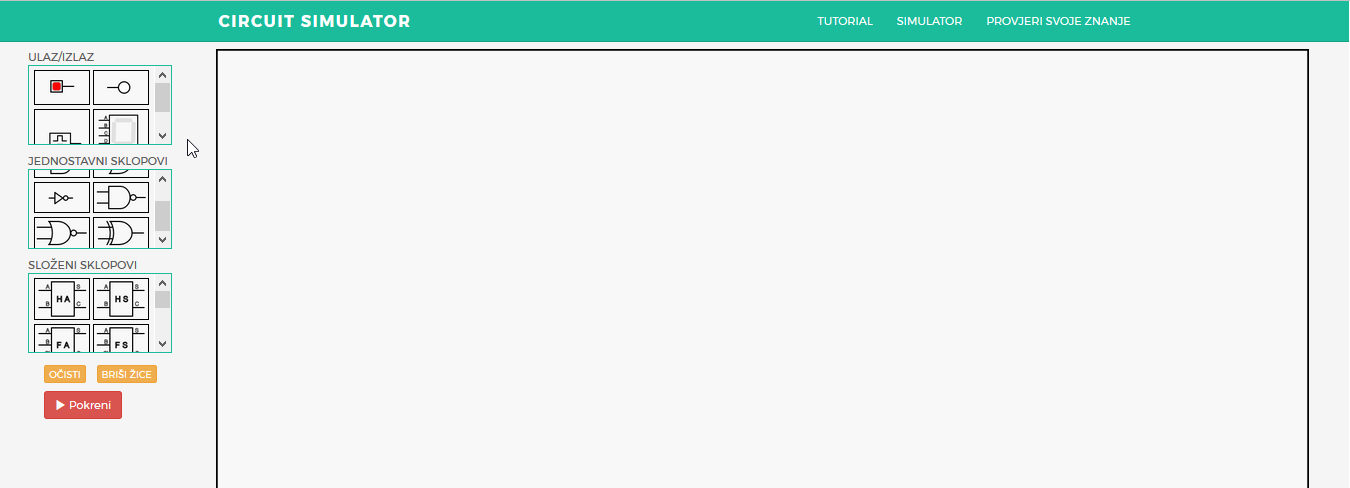 CIRCUIT SIMULATOR
TUTORIAL SIMULATOR PROVJERI SVOJE ZNANJE
ULAZ/IZLAZ
A
B
C
D
JEDNOSTAVNI SKLOPOVI
SLOŽENI SKLOPOVI
A S A S
HA HS
B C B C
A S A S
B B
FA FS
OČISTI BRIŠI ŽICE
Pokreni